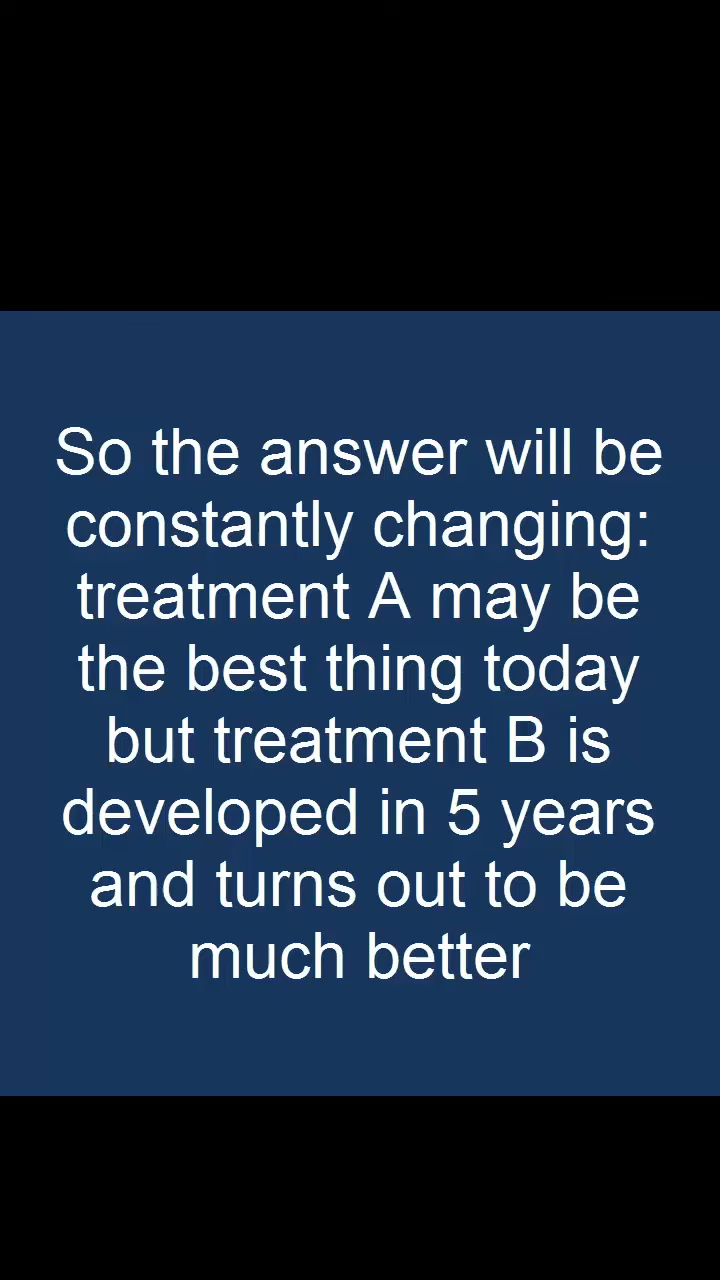 So the answer will be
constantly changing:
treatment A may be
the best thing today
but treatment B is
developed in 5 years
and turns out to be
much better